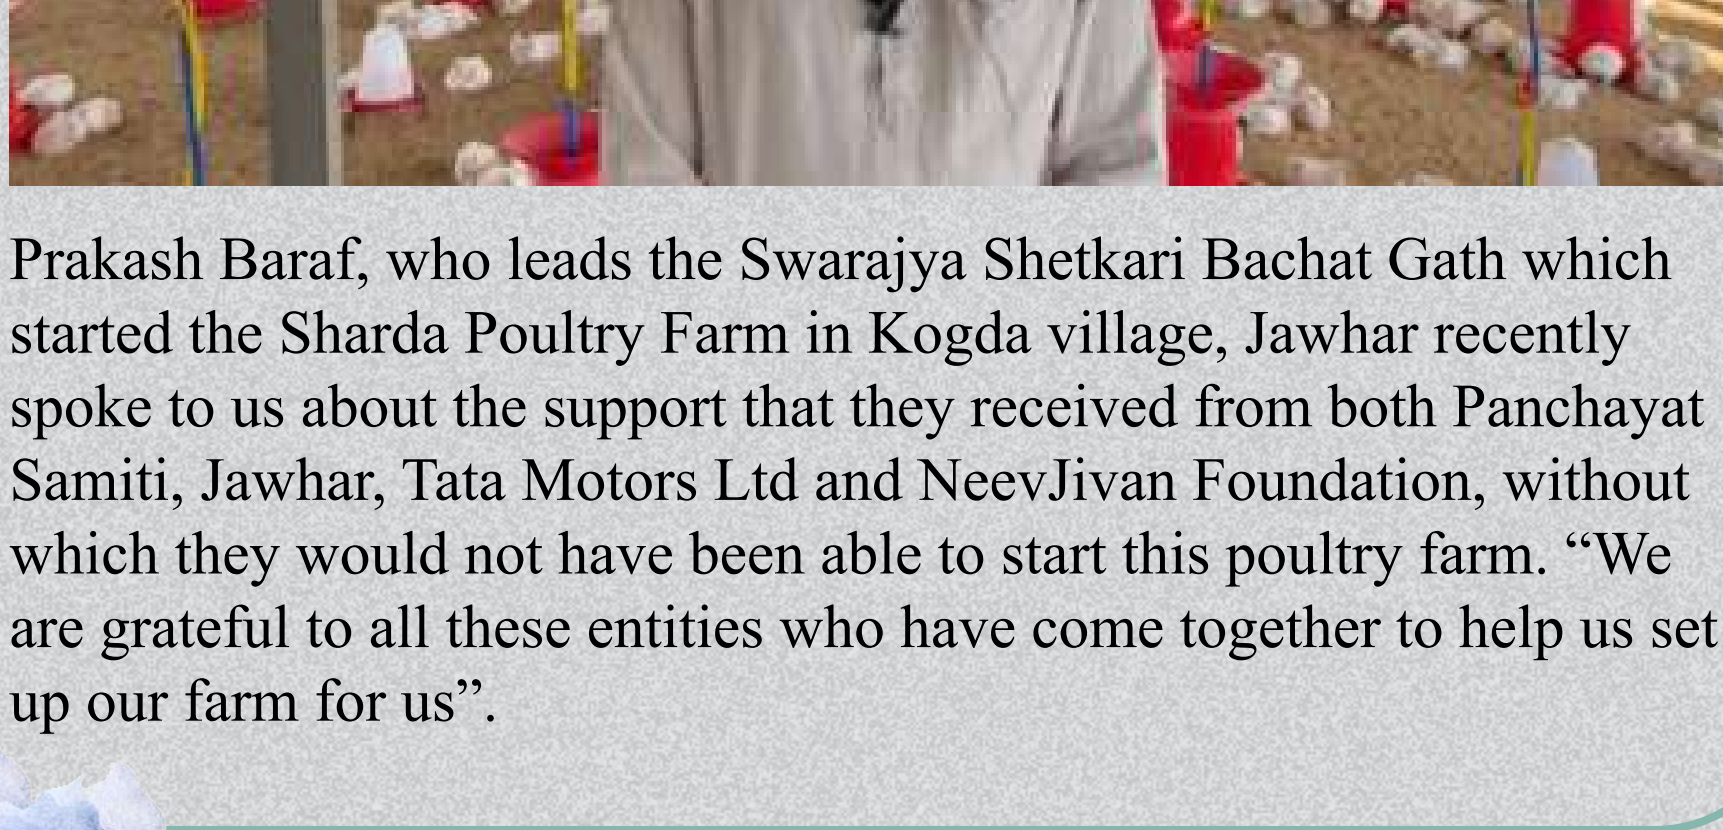 Prakash Baraf, who leads the Swarajya Shetkari Bachat Gath which
started the Sharda Poultry Farm in Kogda village, Jawhar recently
spoke to us about the support that they received from both Panchayat
Samiti, Jawhar, Tata Motors Ltd and NeevJivan Foundation, without
which they would not have been able to start this poultry farm. “We
are grateful to all these entities who have come together to help us set
up our farm for us”.